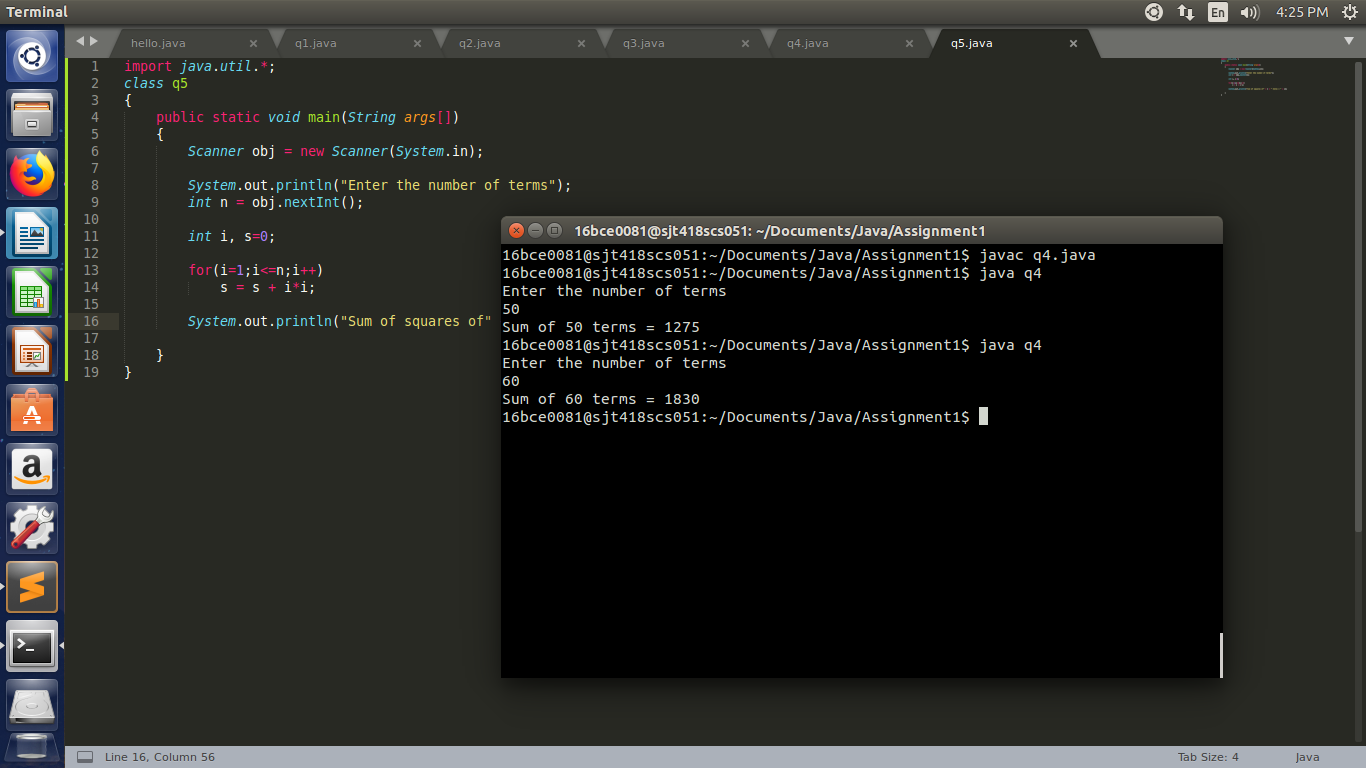 Terminal
En
4:25 PM
hello.java × q1.java × q2.java × q3.java × q4.java × q5.java ×
1 import java.util.*;
2 class q5
3 {
4 public static void main(String args[])
5 {
6 Scanner obj = new Scanner(System.in);
7
8 System.out.println("Enter the number of terms");
9 int n = obj.nextInt();
10
11 int i, s=0;
12
13 for(i=1;i<=n;i++)
14 s = s + i*i;
15
16 System.out.println("Sum of squares of"
17
18 }
19 }
16bce0081@sjt418scs051: ~/Documents/Java/Assignment1
16bce0081@sjt418scs051:~/Documents/Java/Assignment1$ javac q4.java
16bce0081@sjt418scs051:~/Documents/Java/Assignment1$ java q4
Enter the number of terms
50
Sum of 50 terms = 1275
16bce0081@sjt418scs051:~/Documents/Java/Assignment1$ java q4
Enter the number of terms
60
Sum of 60 terms = 1830
16bce0081@sjt418scs051:~/Documents/Java/Assignment1$
Line 16, Column 56
Tab Size: 4
Java